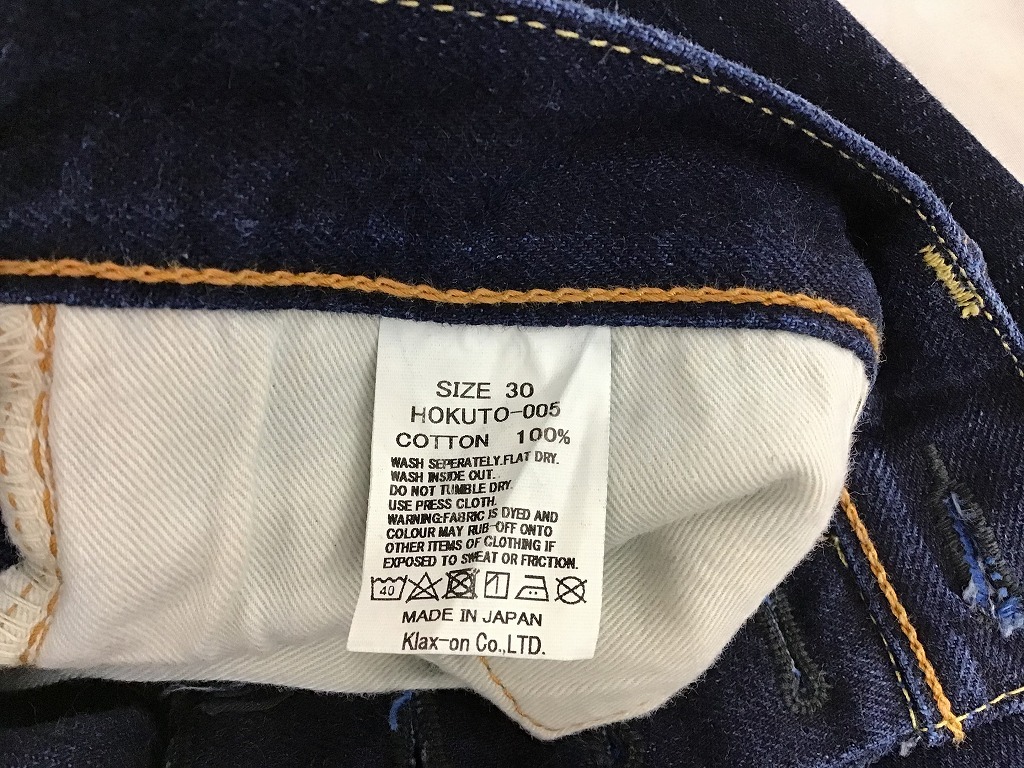 SIZE 30
HOKUTO-005
COTTON 100%
WASH SEPERATELY.FLAT DRY.
WASH INSIDE OUT.
DO NOT TUMBLE DRY.
USE PRESS CLOTH.
WARNING:FABRIC IS DYED AND
COLOUR MAY RUB-OFF ONTO
OTHER ITEMS OF CLOTHING IF
EXPOSED TO SWEAT OR FRICTION.
40
MADE IN JAPAN
Klax-on Co.,LTD.